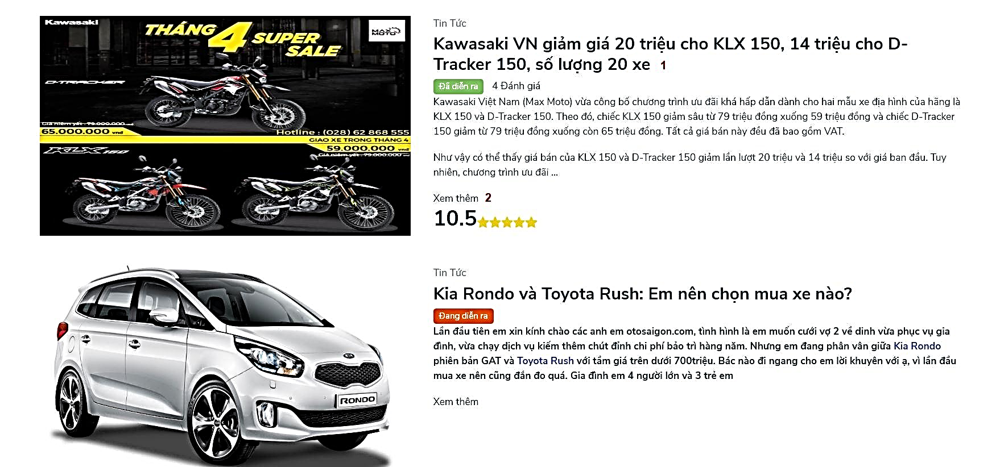 Kawasaki
THÁNG 4 SUPER SALE
MAX MOTO
D-TRACKER
Giá niêm yết : 79.000.000 vnđ
65.000.000 vnđ
Hotline : (028) 62 868 555
GIAO XE TRONG THÁNG 4
59.000.000 vnđ
Giá niêm yết : 79.000.000 vnđ
KLX 150
Tin Tức
Kawasaki VN giảm giá 20 triệu cho KLX 150, 14 triệu cho D-
Tracker 150, số lượng 20 xe 1
Đã diễn ra 4 Đánh giá
Kawasaki Việt Nam (Max Moto) vừa công bố chương trình ưu đãi khá hấp dẫn dành cho hai mẫu xe địa hình của hãng là
KLX 150 và D-Tracker 150. Theo đó, chiếc KLX 150 giảm sâu từ 79 triệu đồng xuống 59 triệu đồng và chiếc D-Tracker
150 giảm từ 79 triệu đồng xuống còn 65 triệu đồng. Tất cả giá bán này đều đã bao gồm VAT.
Như vậy có thể thấy giá bán của KLX 150 và D-Tracker 150 giảm lần lượt 20 triệu và 14 triệu so với giá ban đầu. Tuy
nhiên, chương trình ưu đãi ...
Xem thêm 2
10.5
KIA
RONDO
Tin Tức
Kia Rondo và Toyota Rush: Em nên chọn mua xe nào?
Đang diễn ra
Lần đầu tiên em xin kính chào các anh em otosaigon.com, tình hình là em muốn cưới vợ 2 về dinh vừa phục vụ gia
đình, vừa chạy dịch vụ kiếm thêm chút đỉnh chi phí bảo trì hàng năm. Nhưng em đang phân vân giữa Kia Rondo
phiên bản GAT và Toyota Rush với tầm giá trên dưới 700triệu. Bác nào đi ngang cho em lời khuyên với ạ, vì lần đầu
mua xe nên cũng đắn đo quá. Gia đình em 4 người lớn và 3 trẻ em
Xem thêm